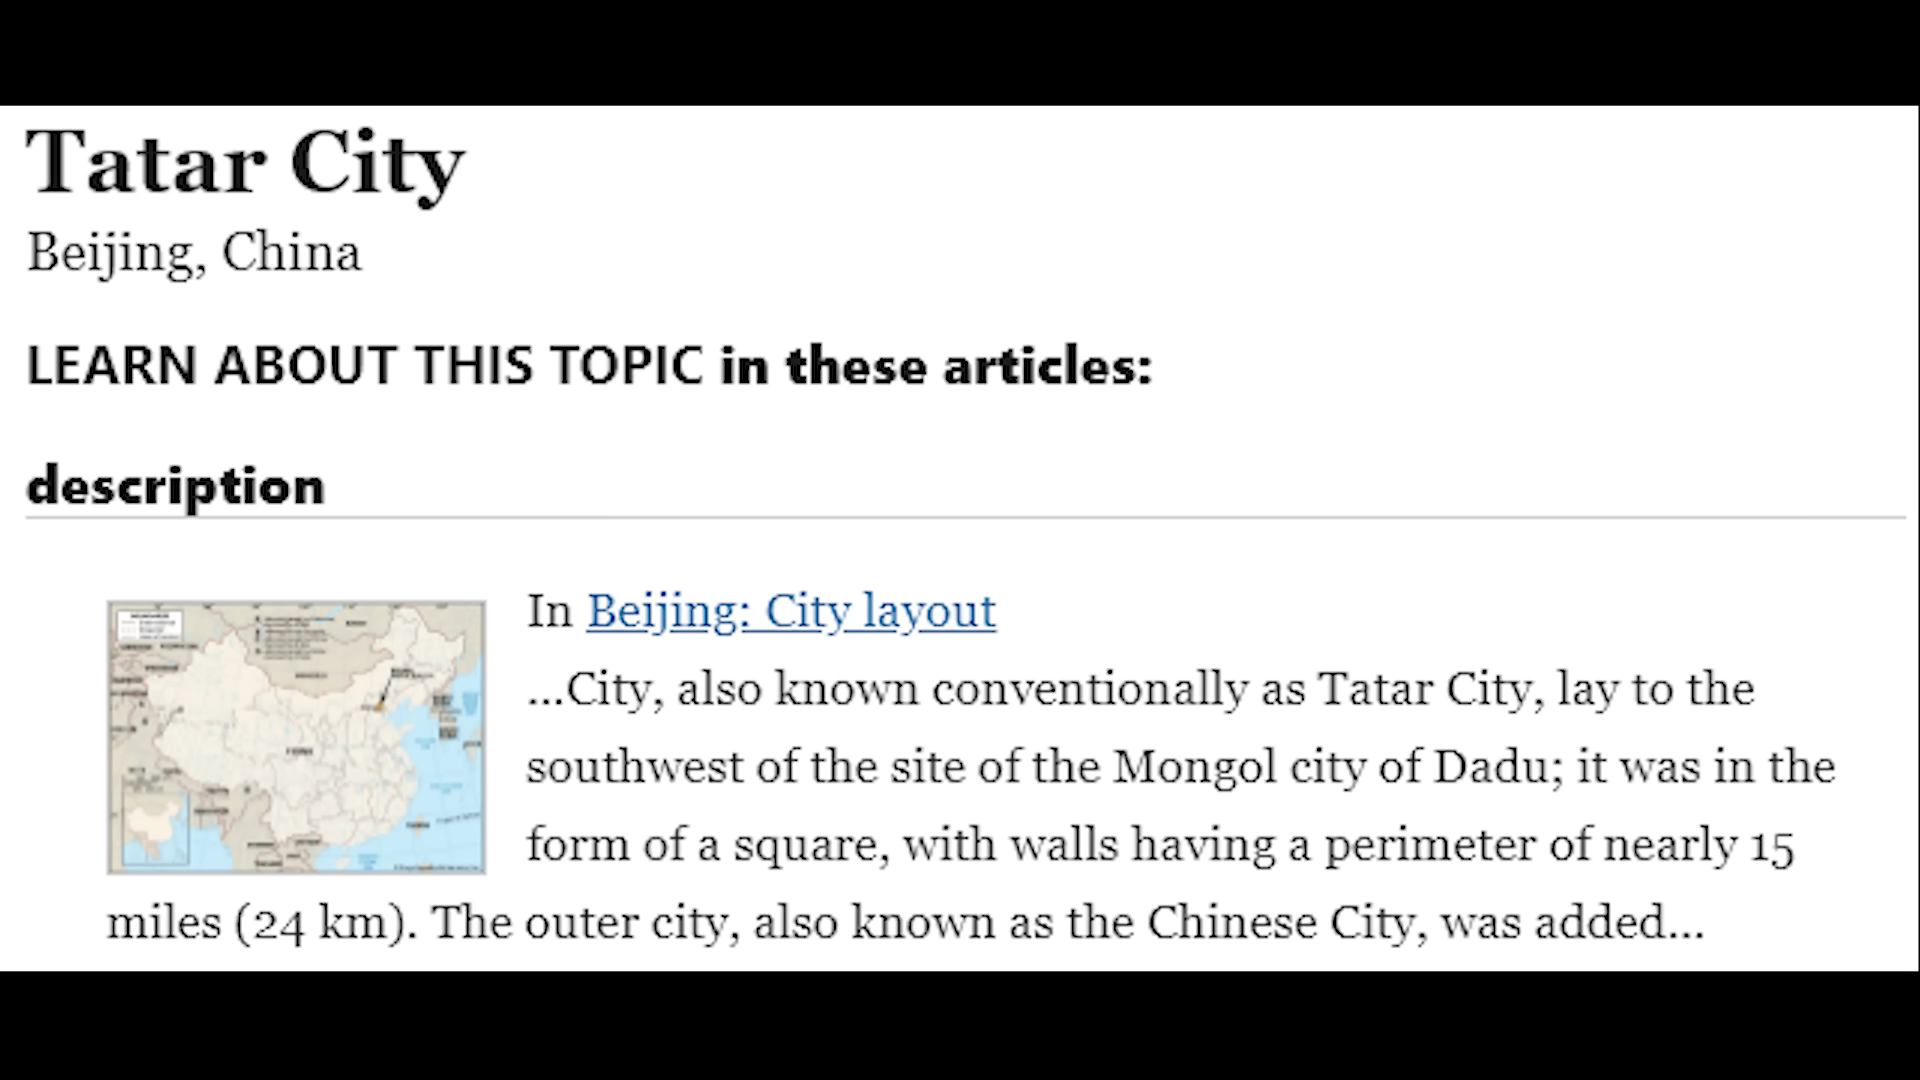 Tatar City
Beijing, China
LEARN ABOUT THIS TOPIC in these articles:
description
In Beijing: City layout
...City, also known conventionally as Tatar City, lay to the
southwest of the site of the Mongol city of Dadu; it was in the
form of a square, with walls having a perimeter of nearly 15
miles (24 km). The outer city, also known as the Chinese City, was added...